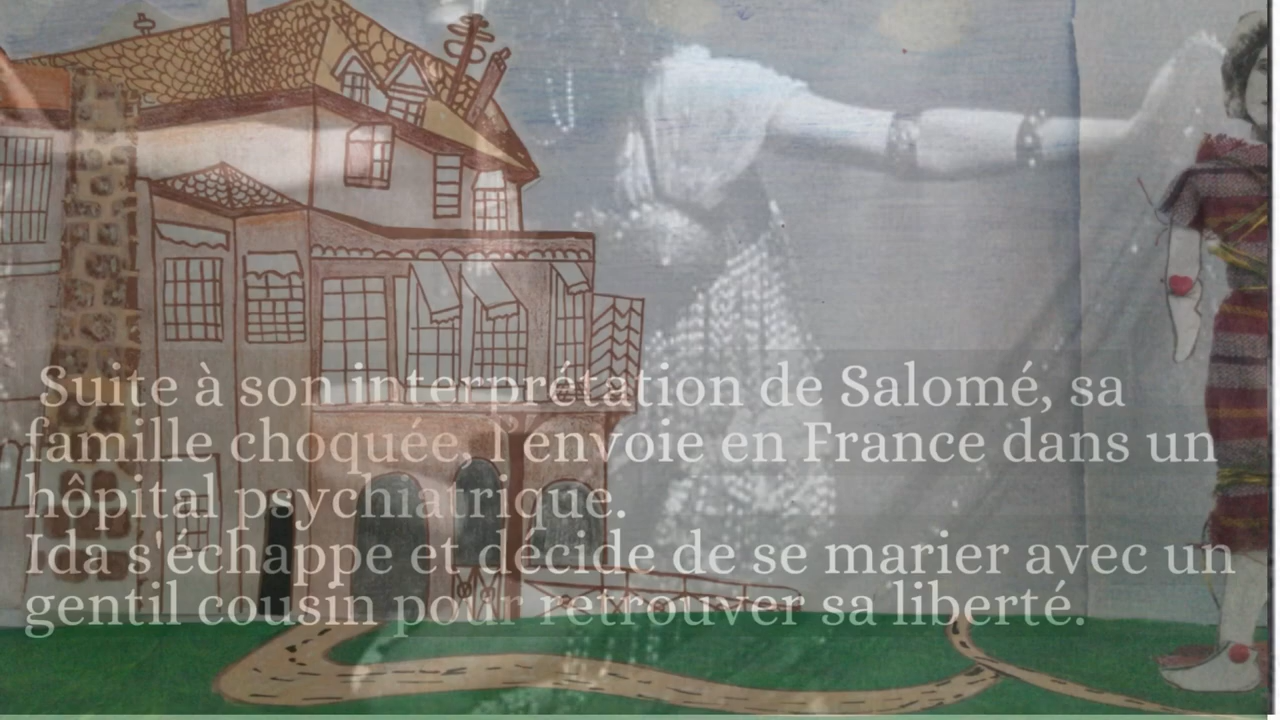 Suite à son interprétation de Salomé, sa
famille choquée, l'envoie en France dans un
hôpital psychiatrique.
Ida s'échappe et décide de se marier avec un
gentil cousin pour retrouver sa liberté.